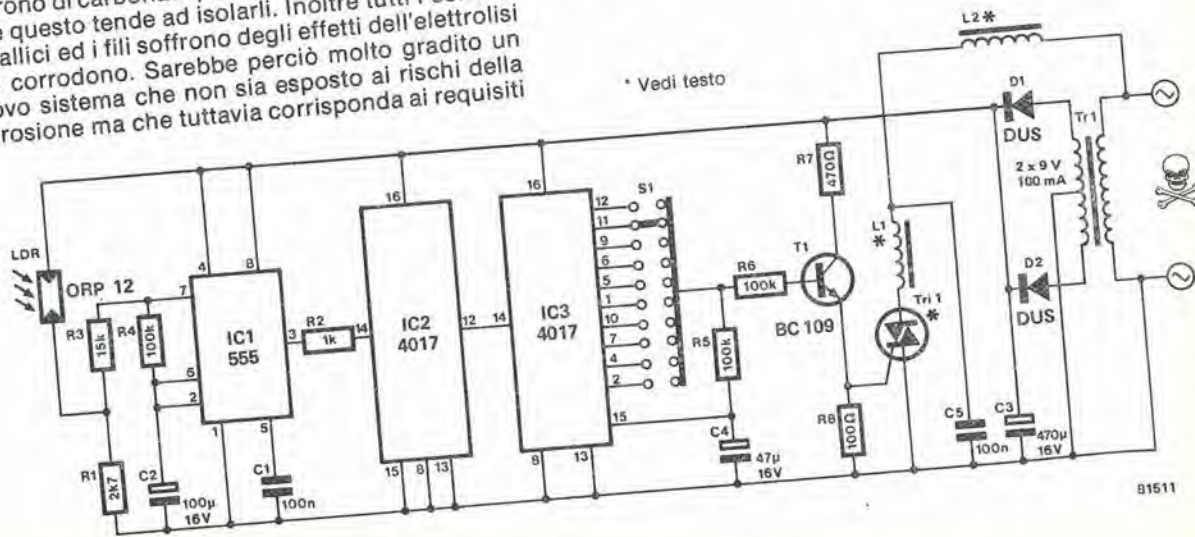 e questo tende ad isolarli. Inoltre tutti i
allici ed i fili soffrono degli effetti dell'elettrolisi
corrodono. Sarebbe perciò molto gradito un
ovo sistema che non sia esposto ai rischi della
rosione ma che tuttavia corrisponda ai requisiti
* Vedi testo
L2*
D1
DUS
Tr1
2 x 9 V
100 mA
D2
DUS
LDR
ORP 12
R3
15k
R4
100k
R1
2k7
C2
100µ
16V
4
8
7
6
2
1
5
3
IC1
555
C1
100n
R2
1k
14
16
IC2
4017
12
15
8
13
14
16
IC3
4017
12
11
9
6
5
1
10
7
4
2
15
8
13
S1
R5
100k
R6
100k
C4
47µ
16V
R7
470Ω
T1
BC 109
R8
100Ω
L1
*
Tri 1
*
C5
100n
C3
470µ
16V
81511